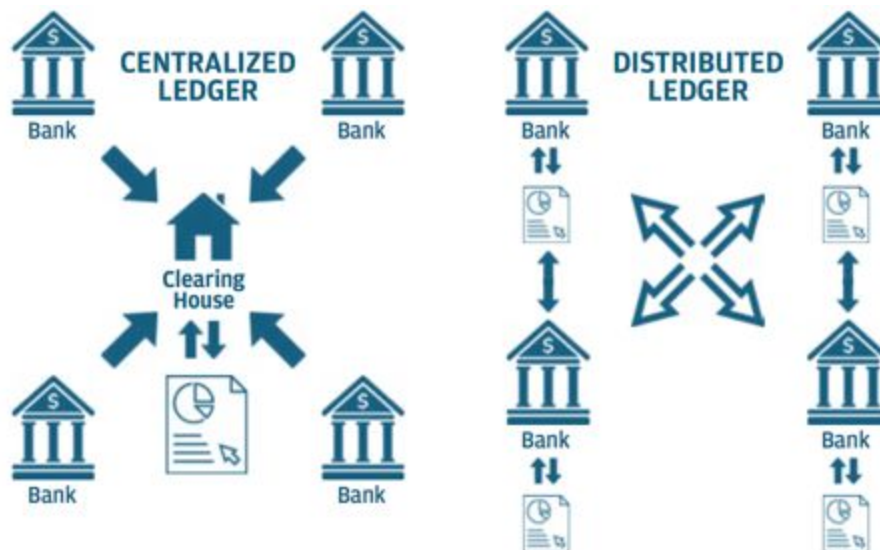 CENTRALIZED
LEDGER
Bank
Bank
Clearing
House
Bank
Bank
DISTRIBUTED
LEDGER
Bank
Bank
Bank
Bank